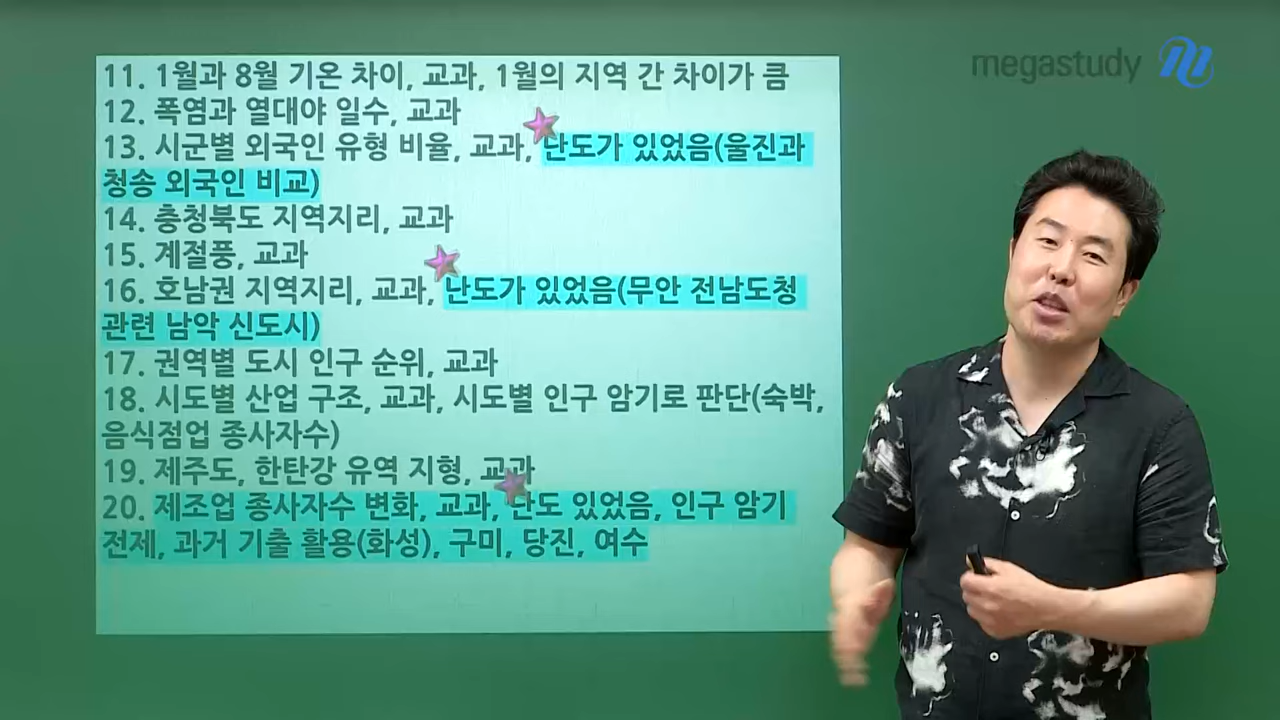 megastudy
11. 1월과 8월 기온 차이, 교과, 1월의 지역 간 차이가 큼
12. 폭염과 열대야 일수, 교과
13. 시군별 외국인 유형 비율, 교과, 난도가 있었음(울진과
청송 외국인 비교)
14. 충청북도 지역지리, 교과
15. 계절풍, 교과
16. 호남권 지역지리, 교과, 난도가 있었음(무안 전남도청
관련 남악 신도시)
17. 권역별 도시 인구 순위, 교과
18. 시도별 산업 구조, 교과, 시도별 인구 암기로 판단(숙박,
음식점업 종사자수)
19. 제주도, 한탄강 유역 지형, 교과
20. 제조업 종사자수 변화, 교과, 난도 있었음, 인구 암기
전제, 과거 기출 활용(화성), 구미, 당진, 여수